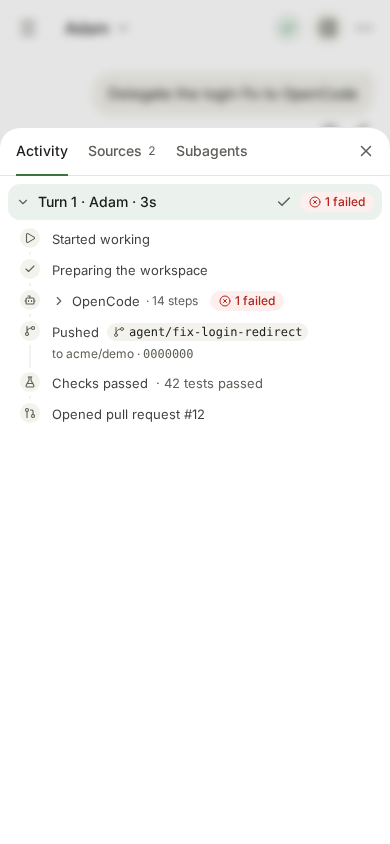 Adam
Delegate the login fix to OpenCode
Activity
Sources 2
Subagents
Turn 1 · Adam · 3s
1 failed
Started working
Preparing the workspace
OpenCode · 14 steps
1 failed
Pushed agent/fix-login-redirect
to acme/demo · 0000000
Checks passed · 42 tests passed
Opened pull request #12